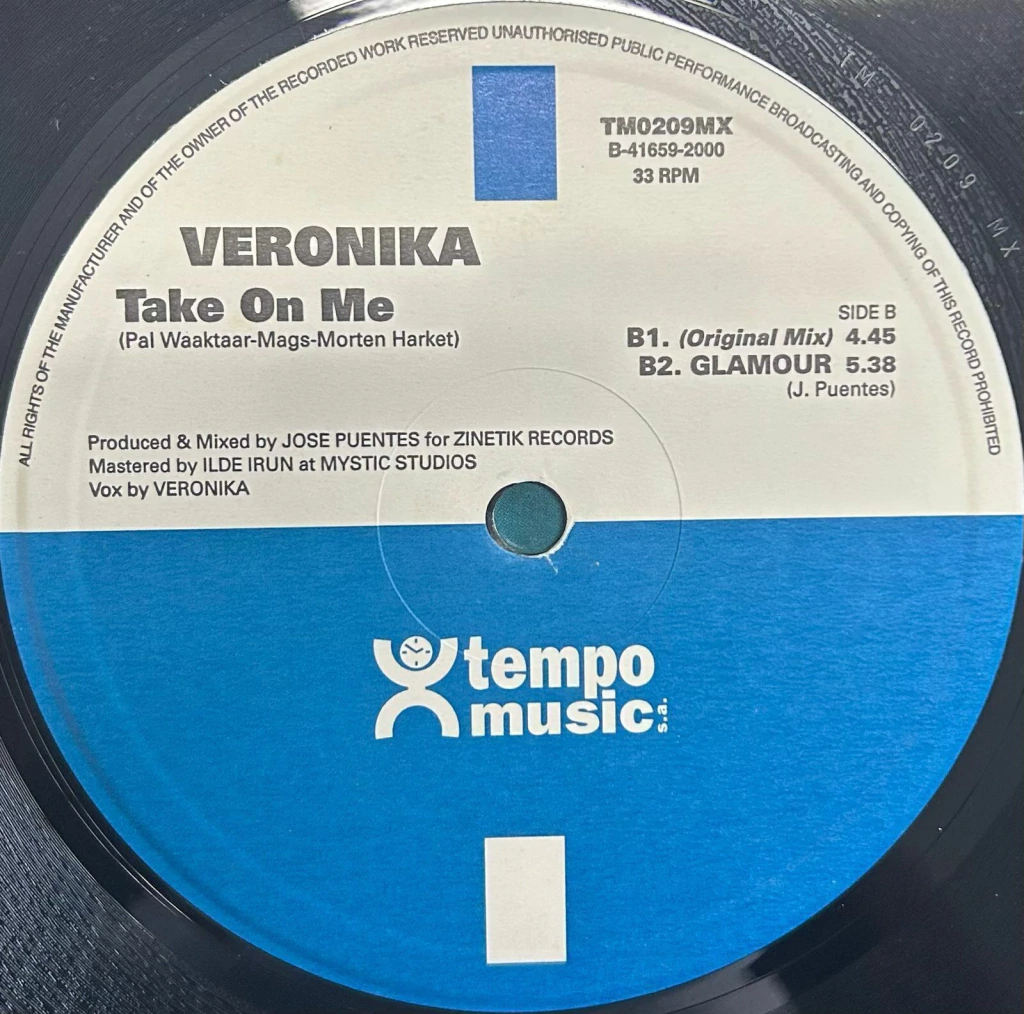 ALL RIGHTS OF THE MANUFACTURER AND OF THE OWNER OF THE RECORDED WORK RESERVED UNAUTHORISED PUBLIC PERFORMANCE BROADCASTING AND COPYING OF THIS RECORD PROHIBITED
TM 0209 MX
TM0209MX
B-41659-2000
33 RPM
VERONIKA
Take On Me
(Pal Waaktaar-Mags-Morten Harket)
SIDE B
B1. (Original Mix) 4.45
B2. GLAMOUR 5.38
(J. Puentes)
Produced & Mixed by JOSE PUENTES for ZINETIK RECORDS
Mastered by ILDE IRUN at MYSTIC STUDIOS
Vox by VERONIKA
tempo
music s.a.